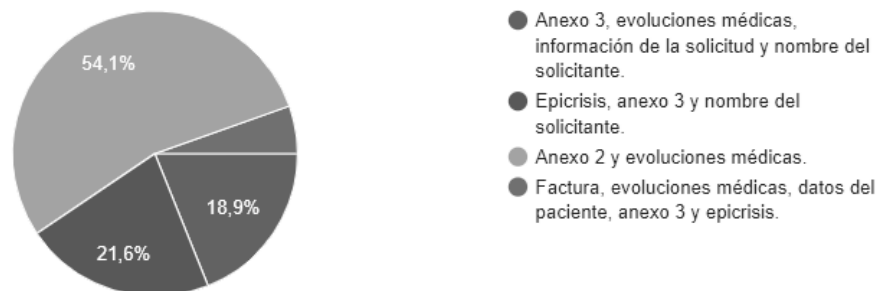 54,1%
18,9%
21,6%
Anexo 3, evoluciones médicas,
información de la solicitud y nombre del
solicitante.
Epicrisis, anexo 3 y nombre del
solicitante.
Anexo 2 y evoluciones médicas.
Factura, evoluciones médicas, datos del
paciente, anexo 3 y epicrisis.